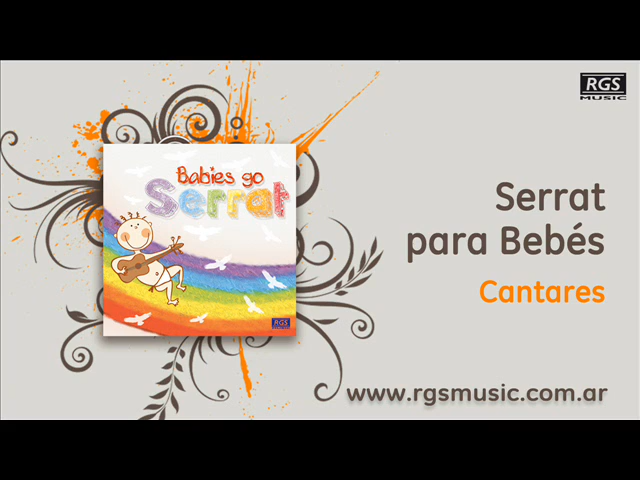 RGS
MUSIC
Babies go
Serrat
RGS
Serrat
para Bebés
Cantares
www.rgsmusic.com.ar